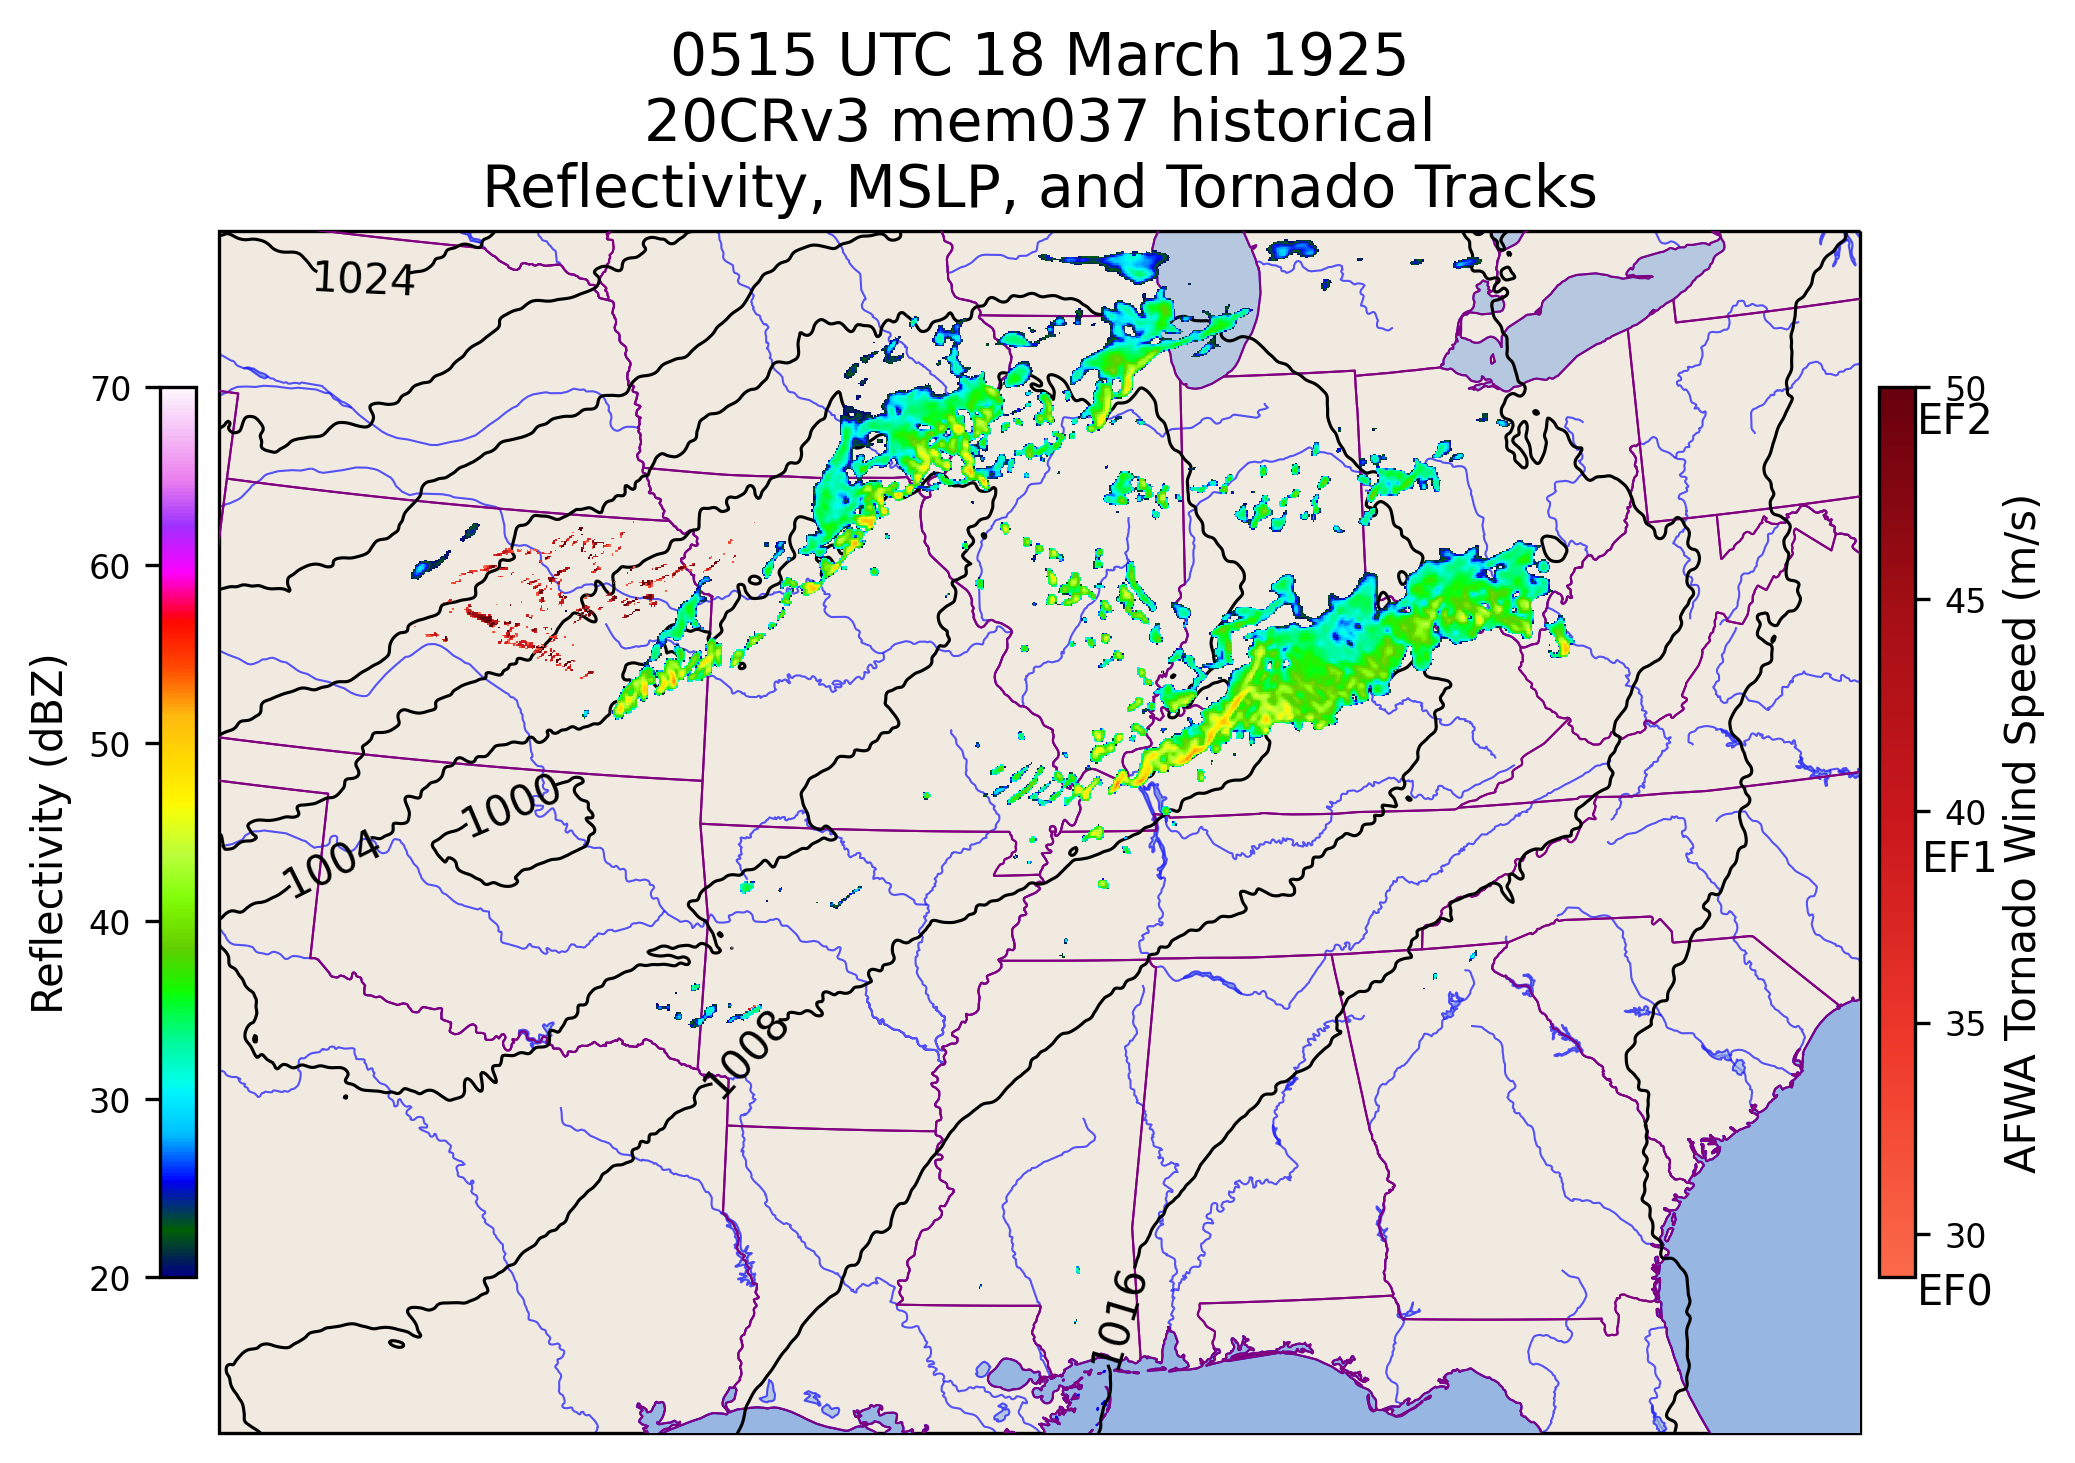 0515 UTC 18 March 1925
20CRv3 mem037 historical
Reflectivity, MSLP, and Tornado Tracks
1024
1000
1004
1008
1016
Reflectivity (dBZ)
70
60
50
40
30
20
50
EF2
45
40
EF1
35
30
EF0
AFWA Tornado Wind Speed (m/s)